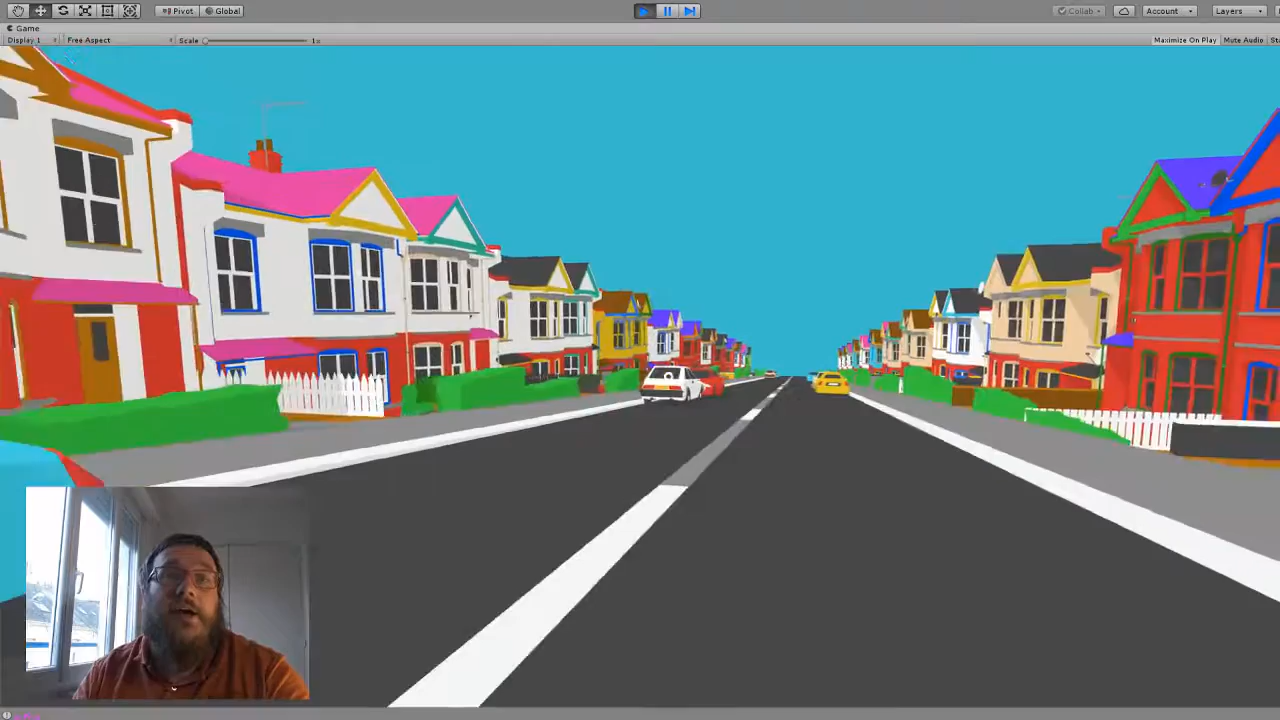 Pivot Global Collab Account Layers
Game
Display 1 Free Aspect Scale 1x Maximize On Play Mute Audio